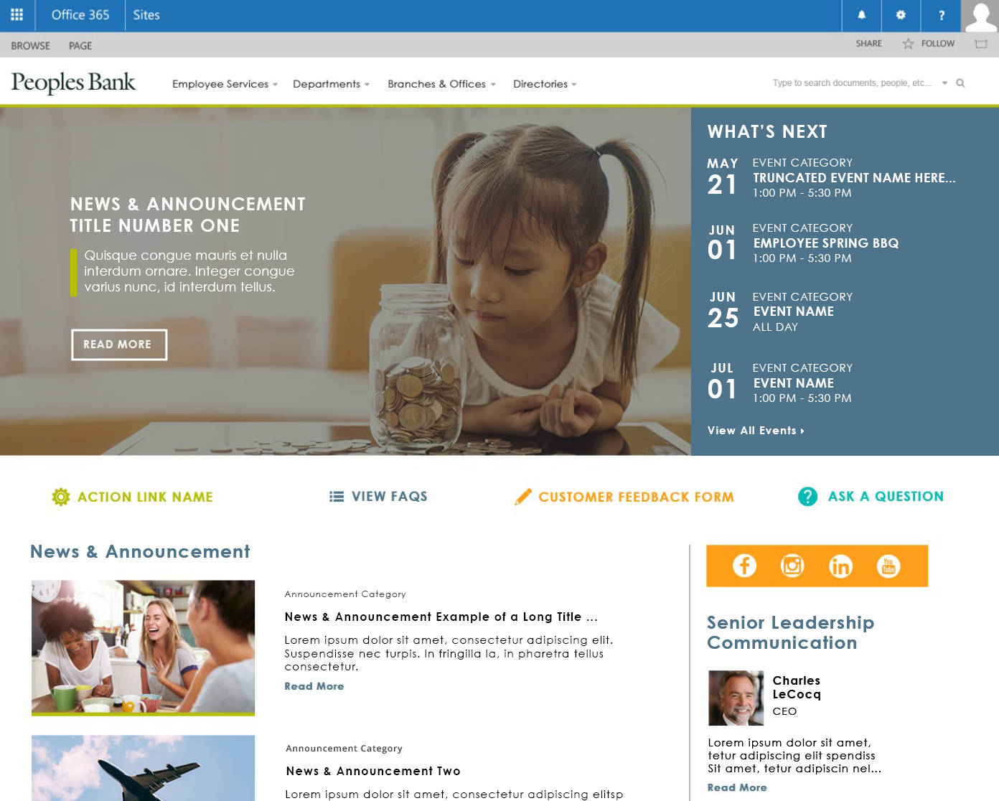 Office 365
Sites
?
BROWSE
PAGE
SHARE
FOLLOW
Peoples Bank
Employee Services
Departments
Branches & Offices
Directories
Type to search documents, people, etc...
NEWS & ANNOUNCEMENT
TITLE NUMBER ONE
Quisque congue mauris et nulla
interdum ornare. Integer congue
varius nunc, id interdum tellus.
READ MORE
WHAT'S NEXT
MAY
21
EVENT CATEGORY
TRUNCATED EVENT NAME HERE...
1:00 PM - 5:30 PM
JUN
01
EVENT CATEGORY
EMPLOYEE SPRING BBQ
1:00 PM - 5:30 PM
JUN
25
EVENT CATEGORY
EVENT NAME
ALL DAY
JUL
01
EVENT CATEGORY
EVENT NAME
1:00 PM - 5:30 PM
View All Events
ACTION LINK NAME
VIEW FAQS
CUSTOMER FEEDBACK FORM
?
ASK A QUESTION
News & Announcement
Announcement Category
News & Announcement Example of a Long Title ...
Lorem ipsum dolor sit amet, consectetur adipiscing elit.
Suspendisse nec turpis. In fringilla la, in pharetra tellus
consectetur.
Read More
Announcement Category
News & Announcement Two
Lorem ipsum dolor sit amet, consectetur adipiscing elitsp
f
in
You
Tube
Senior Leadership
Communication
Charles
LeCocq
CEO
Lorem ipsum dolor sit amet,
tetur adipiscing elit spendiss
Sit amet, tetur adipiscin nel...
Read More